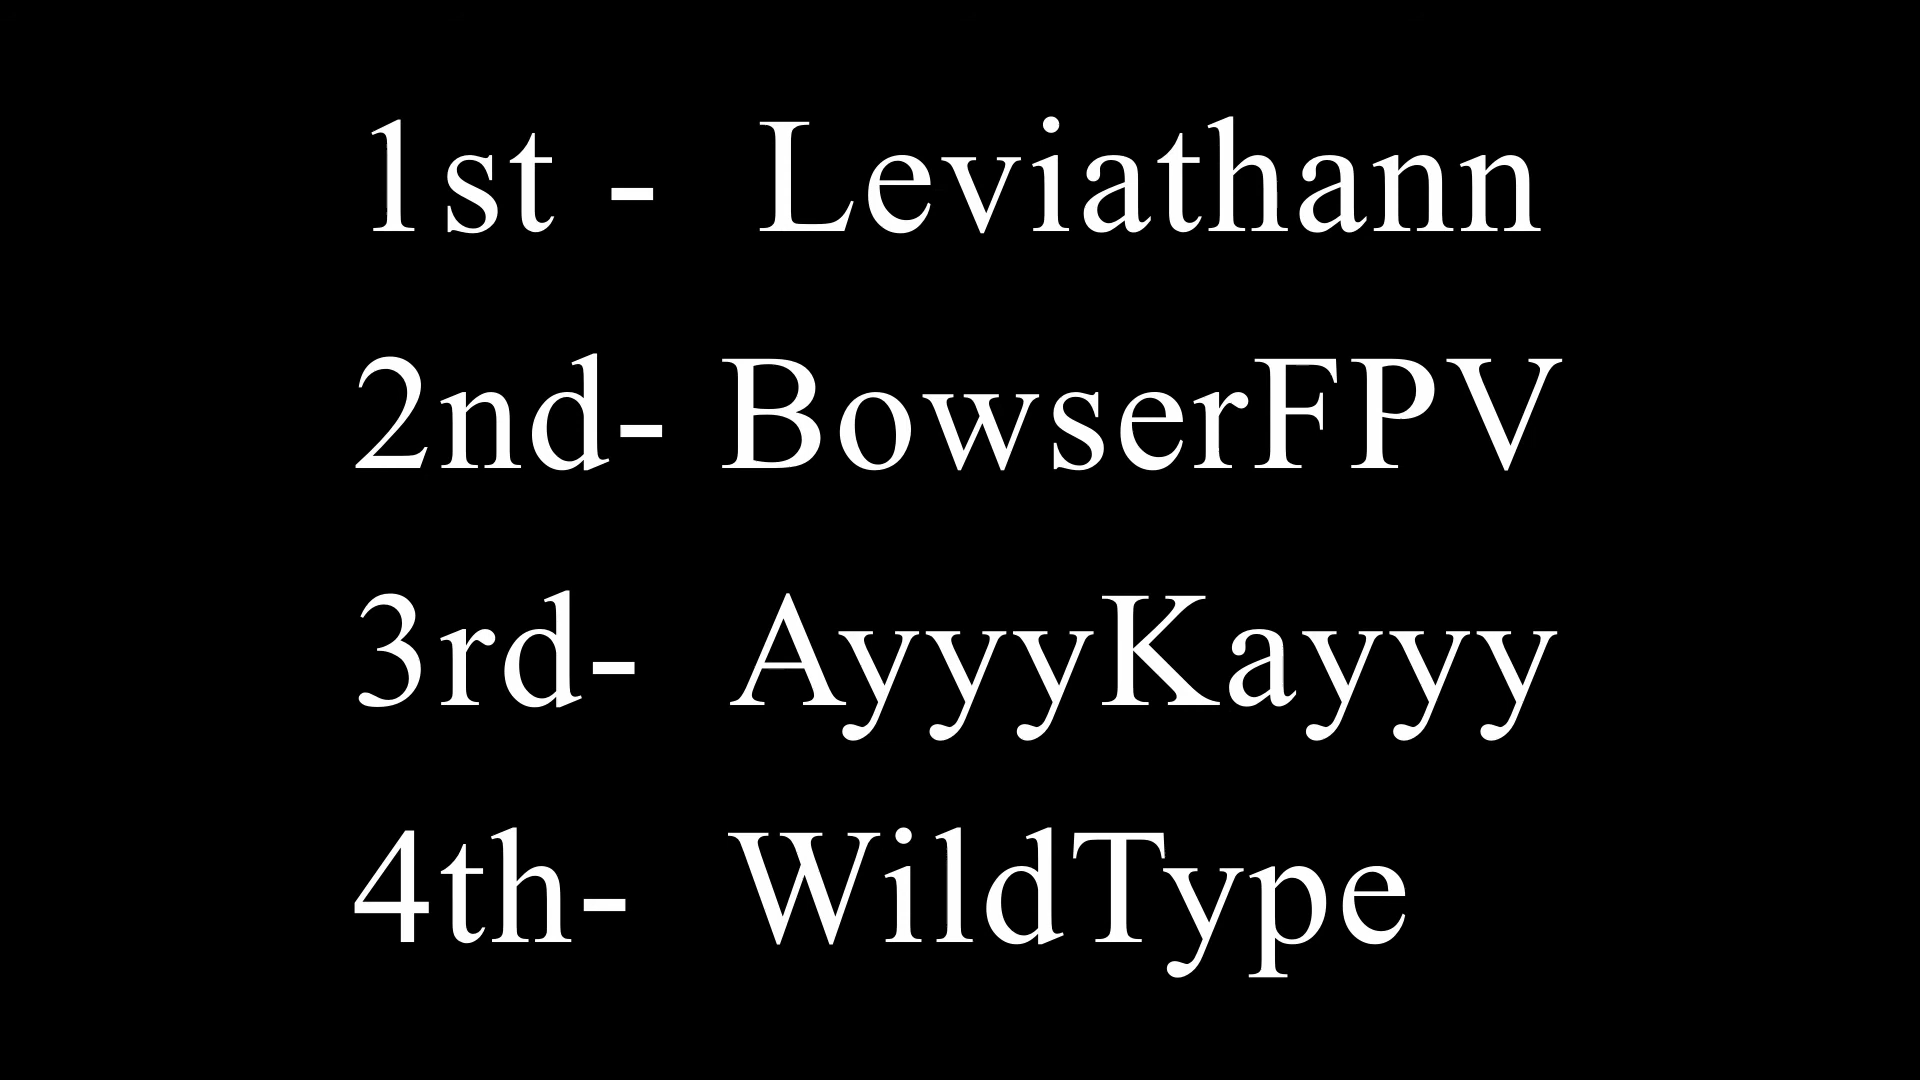 1st -  Leviathann
2nd- BowserFPV
3rd-  AyyyKayyy
4th-  WildType